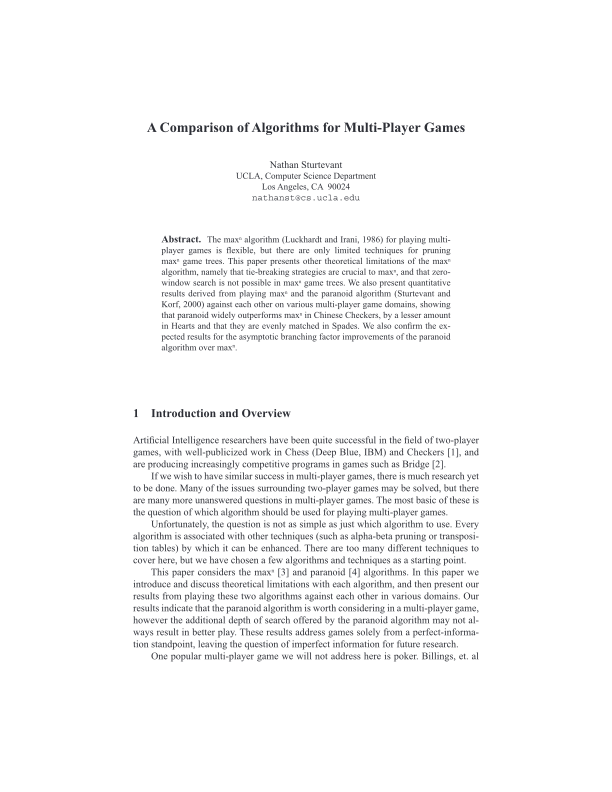 A Comparison of Algorithms for Multi-Player Games
Nathan Sturtevant
UCLA, Computer Science Department
Los Angeles, CA 90024
nathanst@cs.ucla.edu
Abstract. The maxⁿ algorithm (Luckhardt and Irani, 1986) for playing multi-
player games is flexible, but there are only limited techniques for pruning
maxⁿ game trees. This paper presents other theoretical limitations of the maxⁿ
algorithm, namely that tie-breaking strategies are crucial to maxⁿ, and that zero-
window search is not possible in maxⁿ game trees. We also present quantitative
results derived from playing maxⁿ and the paranoid algorithm (Sturtevant and
Korf, 2000) against each other on various multi-player game domains, showing
that paranoid widely outperforms maxⁿ in Chinese Checkers, by a lesser amount
in Hearts and that they are evenly matched in Spades. We also confirm the ex-
pected results for the asymptotic branching factor improvements of the paranoid
algorithm over maxⁿ.
1 Introduction and Overview
Artificial Intelligence researchers have been quite successful in the field of two-player
games, with well-publicized work in Chess (Deep Blue, IBM) and Checkers [1], and
are producing increasingly competitive programs in games such as Bridge [2].
If we wish to have similar success in multi-player games, there is much research yet
to be done. Many of the issues surrounding two-player games may be solved, but there
are many more unanswered questions in multi-player games. The most basic of these is
the question of which algorithm should be used for playing multi-player games.
Unfortunately, the question is not as simple as just which algorithm to use. Every
algorithm is associated with other techniques (such as alpha-beta pruning or transposi-
tion tables) by which it can be enhanced. There are too many different techniques to
cover here, but we have chosen a few algorithms and techniques as a starting point.
This paper considers the maxⁿ [3] and paranoid [4] algorithms. In this paper we
introduce and discuss theoretical limitations with each algorithm, and then present our
results from playing these two algorithms against each other in various domains. Our
results indicate that the paranoid algorithm is worth considering in a multi-player game,
however the additional depth of search offered by the paranoid algorithm may not al-
ways result in better play. These results address games solely from a perfect-informa-
tion standpoint, leaving the question of imperfect information for future research.
One popular multi-player game we will not address here is poker. Billings, et. al